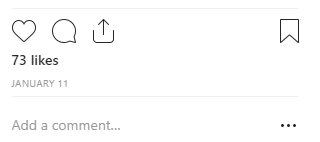 73 likes
JANUARY 11
Add a comment...